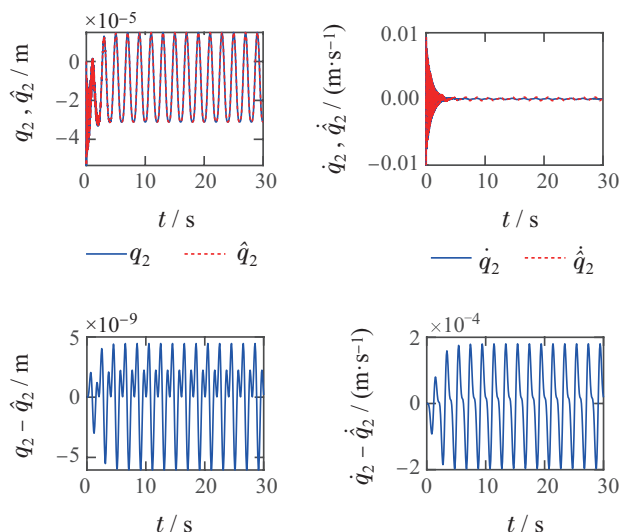 ×10⁻⁵
0
−2
−4
q₂ , q̂₂ / m
0 10 20 30
t / s
q₂ q̂₂
0.01
0.00
−0.01
q̇₂ , q̇̂₂ / (m·s⁻¹)
0 10 20 30
t / s
q̇₂ q̇̂₂
×10⁻⁹
5
0
−5
q₂ − q̂₂ / m
0 10 20 30
t / s
×10⁻⁴
2
0
−2
q̇₂ − q̇̂₂ / (m·s⁻¹)
0 10 20 30
t / s